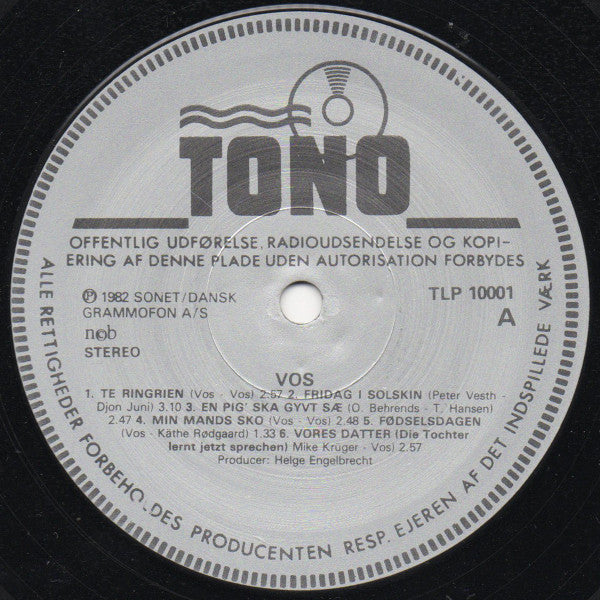 TONO
OFFENTLIG UDFØRELSE, RADIOUDSENDELSE OG KOPI-
ERING AF DENNE PLADE UDEN AUTORISATION FORBYDES
Ⓟ 1982 SONET/DANSK
GRAMMOFON A/S
TLP 10001
A
ncb
STEREO
VOS
1. TE RINGRIEN (Vos - Vos) 2.57 2. FRIDAG I SOLSKIN (Peter Vesth -
Djon Juni) 3.10 3. EN PIG' SKA GYVT SÆ (O. Behrends - T. Hansen)
2.47 4. MIN MANDS SKO (Vos - Vos) 2.48 5. FØDSELSDAGEN
(Vos - Käthe Rødgaard) 1.33 6. VORES DATTER (Die Tochter
lernt jetzt sprechen) Mike Krüger - Vos) 2.57
Producer: Helge Engelbrecht
ALLE RETTIGHEDER FORBEHOLDES PRODUCENTEN RESP. EJEREN AF DET INDSPILLEDE VÆRK